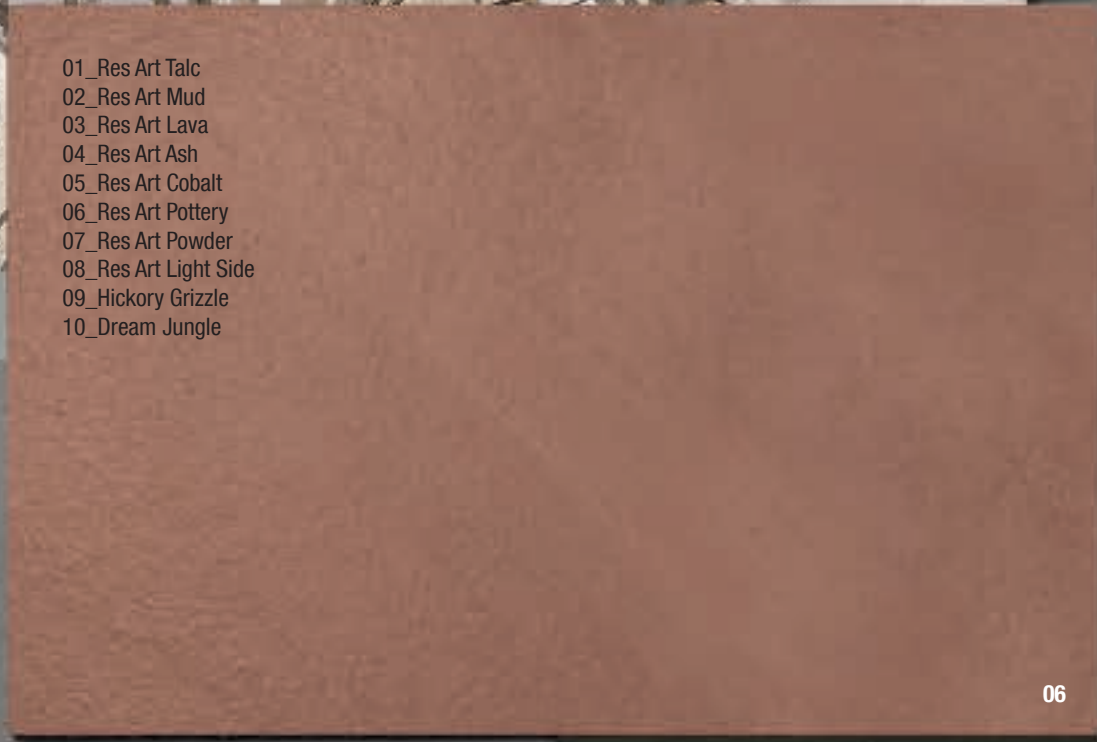 01_Res Art Talc
02_Res Art Mud
03_Res Art Lava
04_Res Art Ash
05_Res Art Cobalt
06_Res Art Pottery
07_Res Art Powder
08_Res Art Light Side
09_Hickory Grizzle
10_Dream Jungle
06